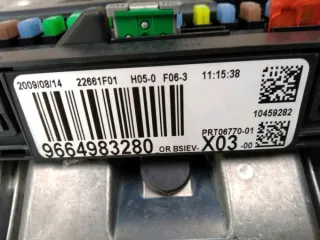 2009/08/14 22661F01 H05-0 F06-3 11:15:38
10459282
PRT06770-01
9664983280 OR BSIEV- X03 -00